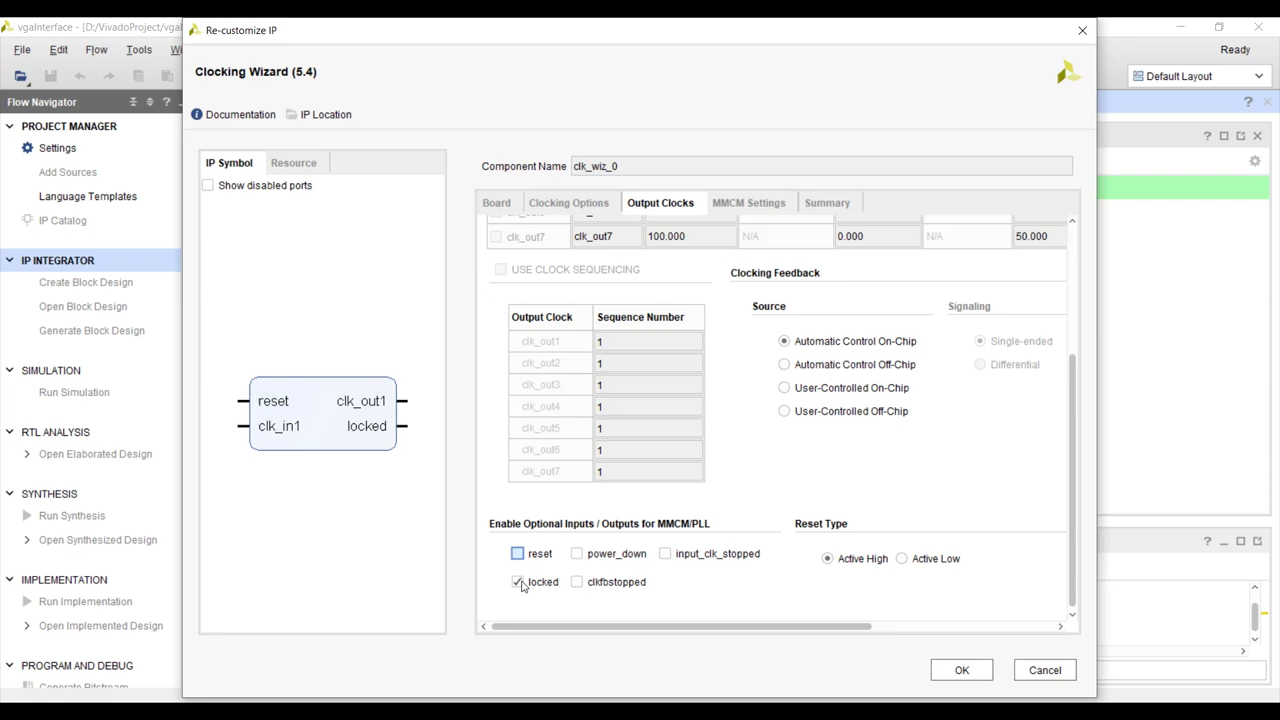 vgaInterface - [D:/VivadoProject/vga
Re-customize IP
File Edit Flow Tools
Ready
Clocking Wizard (5.4)
Default Layout
Flow Navigator
Documentation IP Location
PROJECT MANAGER
Settings
Add Sources
Language Templates
IP Catalog
IP INTEGRATOR
Create Block Design
Open Block Design
Generate Block Design
SIMULATION
Run Simulation
RTL ANALYSIS
Open Elaborated Design
SYNTHESIS
Run Synthesis
Open Synthesized Design
IMPLEMENTATION
Run Implementation
Open Implemented Design
PROGRAM AND DEBUG
Generate Bitstream
IP Symbol Resource
Show disabled ports
reset clk_out1
clk_in1 locked
Component Name clk_wiz_0
Board Clocking Options Output Clocks MMCM Settings Summary
clk_out7 clk_out7 100.000 N/A 0.000 N/A 50.000
USE CLOCK SEQUENCING
Output Clock Sequence Number
clk_out1 1
clk_out2 1
clk_out3 1
clk_out4 1
clk_out5 1
clk_out6 1
clk_out7 1
Clocking Feedback
Source Signaling
Automatic Control On-Chip Single-ended
Automatic Control Off-Chip Differential
User-Controlled On-Chip
User-Controlled Off-Chip
Enable Optional Inputs / Outputs for MMCM/PLL
reset power_down input_clk_stopped
locked clkfbstopped
Reset Type
Active High Active Low
OK Cancel